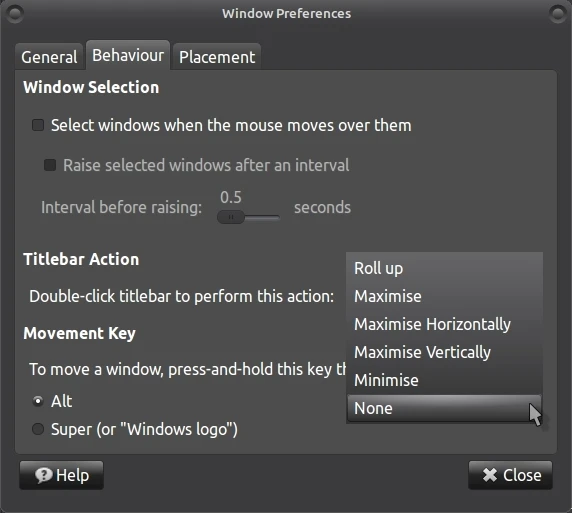 Window Preferences
General Behaviour Placement
Window Selection
Select windows when the mouse moves over them
Raise selected windows after an interval
0.5
Interval before raising: seconds
Titlebar Action
Double-click titlebar to perform this action:
Roll up
Maximise
Maximise Horizontally
Maximise Vertically
Minimise
None
Movement Key
To move a window, press-and-hold this key
Alt
Super (or "Windows logo")
Help Close